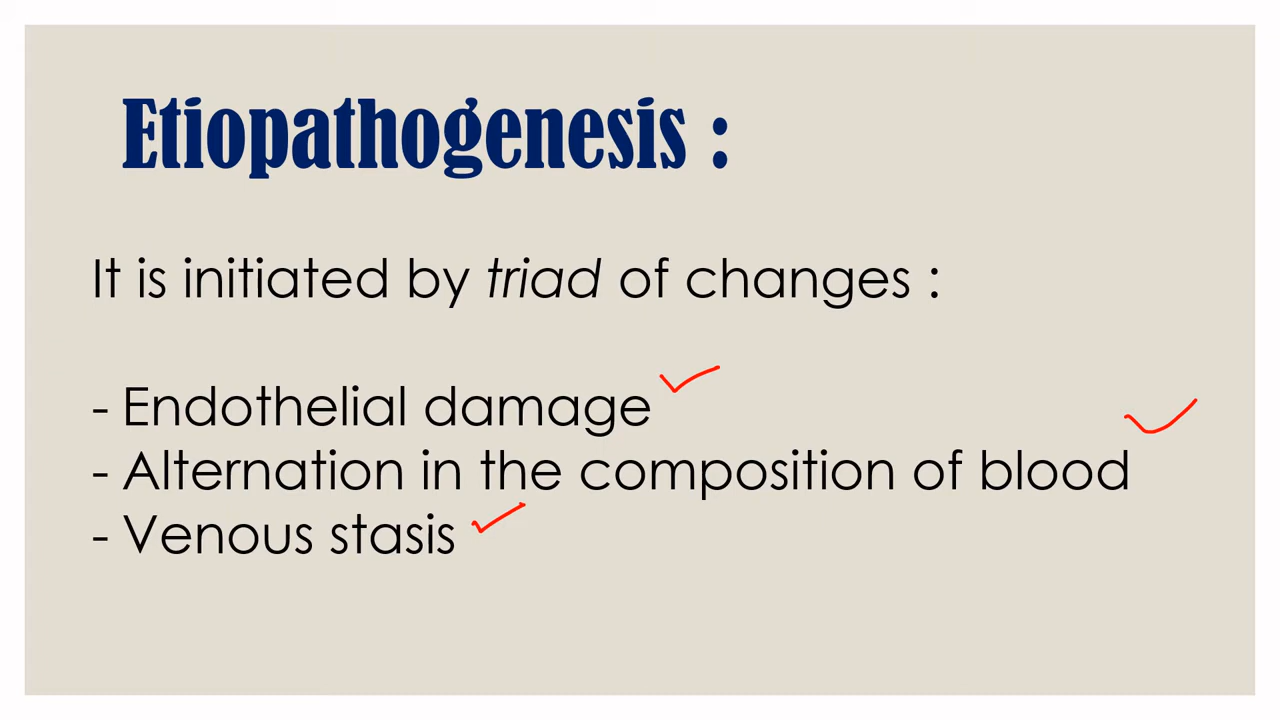 Etiopathogenesis :
It is initiated by triad of changes :
- Endothelial damage
- Alternation in the composition of blood
- Venous stasis